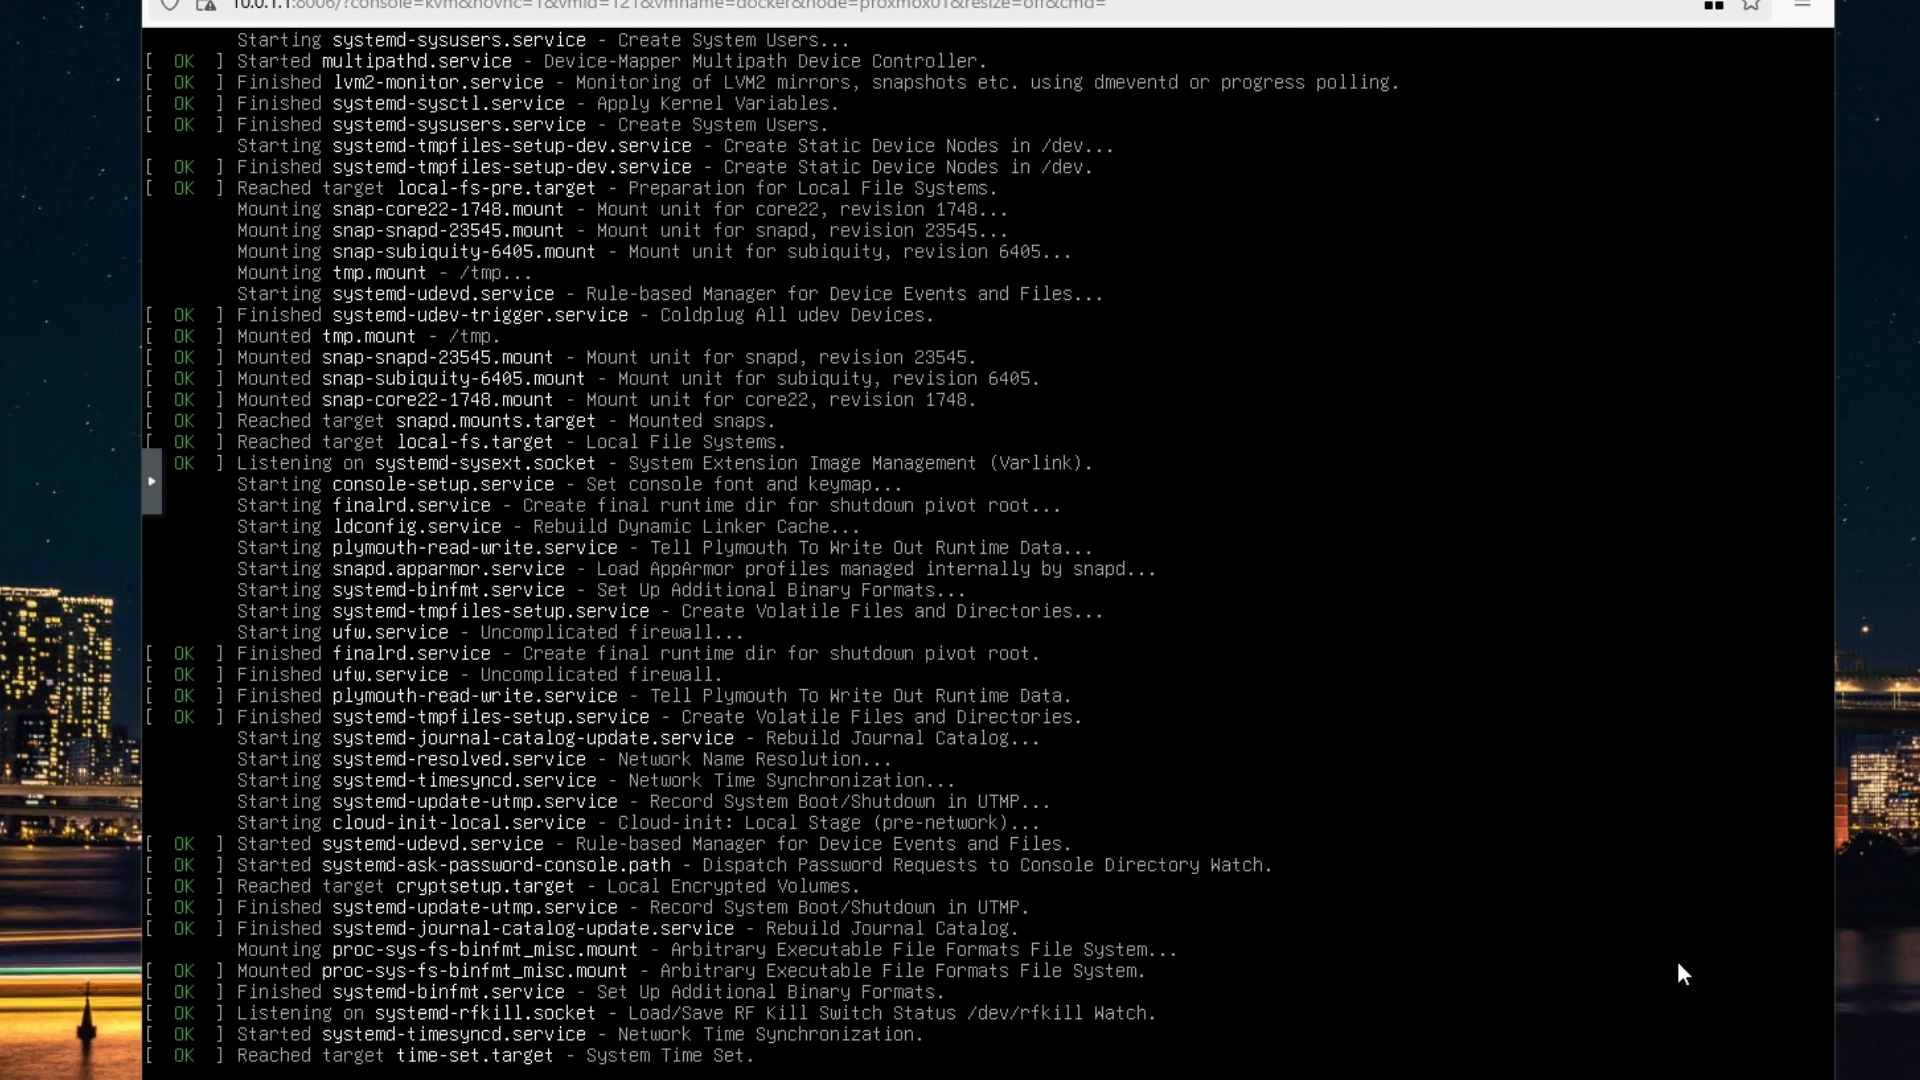 10.0.1.1:8006/?console=kvm&novnc=1&vmid=121&vmname=docker&node=proxmox01&resize=off&cmd=
Starting systemd-sysusers.service - Create System Users...
[ OK ] Started multipathd.service - Device-Mapper Multipath Device Controller.
[ OK ] Finished lvm2-monitor.service - Monitoring of LVM2 mirrors, snapshots etc. using dmeventd or progress polling.
[ OK ] Finished systemd-sysctl.service - Apply Kernel Variables.
[ OK ] Finished systemd-sysusers.service - Create System Users.
Starting systemd-tmpfiles-setup-dev.service - Create Static Device Nodes in /dev...
[ OK ] Finished systemd-tmpfiles-setup-dev.service - Create Static Device Nodes in /dev.
[ OK ] Reached target local-fs-pre.target - Preparation for Local File Systems.
Mounting snap-core22-1748.mount - Mount unit for core22, revision 1748...
Mounting snap-snapd-23545.mount - Mount unit for snapd, revision 23545...
Mounting snap-subiquity-6405.mount - Mount unit for subiquity, revision 6405...
Mounting tmp.mount - /tmp...
Starting systemd-udevd.service - Rule-based Manager for Device Events and Files...
[ OK ] Finished systemd-udev-trigger.service - Coldplug All udev Devices.
[ OK ] Mounted tmp.mount - /tmp.
[ OK ] Mounted snap-snapd-23545.mount - Mount unit for snapd, revision 23545.
[ OK ] Mounted snap-subiquity-6405.mount - Mount unit for subiquity, revision 6405.
[ OK ] Mounted snap-core22-1748.mount - Mount unit for core22, revision 1748.
[ OK ] Reached target snapd.mounts.target - Mounted snaps.
[ OK ] Reached target local-fs.target - Local File Systems.
OK ] Listening on systemd-sysext.socket - System Extension Image Management (Varlink).
Starting console-setup.service - Set console font and keymap...
Starting finalrd.service - Create final runtime dir for shutdown pivot root...
Starting ldconfig.service - Rebuild Dynamic Linker Cache...
Starting plymouth-read-write.service - Tell Plymouth To Write Out Runtime Data...
Starting snapd.apparmor.service - Load AppArmor profiles managed internally by snapd...
Starting systemd-binfmt.service - Set Up Additional Binary Formats...
Starting systemd-tmpfiles-setup.service - Create Volatile Files and Directories...
Starting ufw.service - Uncomplicated firewall...
[ OK ] Finished finalrd.service - Create final runtime dir for shutdown pivot root.
[ OK ] Finished ufw.service - Uncomplicated firewall.
[ OK ] Finished plymouth-read-write.service - Tell Plymouth To Write Out Runtime Data.
[ OK ] Finished systemd-tmpfiles-setup.service - Create Volatile Files and Directories.
Starting systemd-journal-catalog-update.service - Rebuild Journal Catalog...
Starting systemd-resolved.service - Network Name Resolution...
Starting systemd-timesyncd.service - Network Time Synchronization...
Starting systemd-update-utmp.service - Record System Boot/Shutdown in UTMP...
Starting cloud-init-local.service - Cloud-init: Local Stage (pre-network)...
[ OK ] Started systemd-udevd.service - Rule-based Manager for Device Events and Files.
[ OK ] Started systemd-ask-password-console.path - Dispatch Password Requests to Console Directory Watch.
[ OK ] Reached target cryptsetup.target - Local Encrypted Volumes.
[ OK ] Finished systemd-update-utmp.service - Record System Boot/Shutdown in UTMP.
[ OK ] Finished systemd-journal-catalog-update.service - Rebuild Journal Catalog.
Mounting proc-sys-fs-binfmt_misc.mount - Arbitrary Executable File Formats File System...
[ OK ] Mounted proc-sys-fs-binfmt_misc.mount - Arbitrary Executable File Formats File System.
[ OK ] Finished systemd-binfmt.service - Set Up Additional Binary Formats.
[ OK ] Listening on systemd-rfkill.socket - Load/Save RF Kill Switch Status /dev/rfkill Watch.
[ OK ] Started systemd-timesyncd.service - Network Time Synchronization.
[ OK ] Reached target time-set.target - System Time Set.